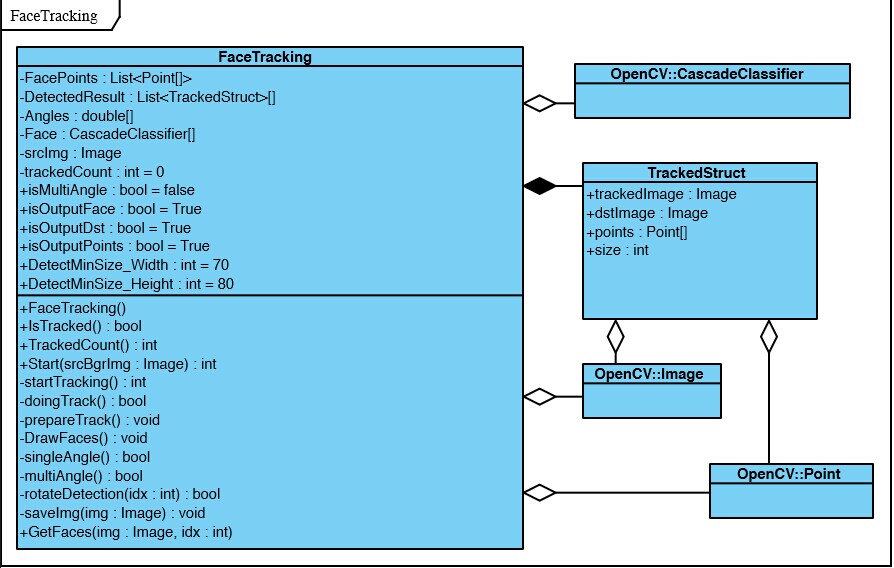 FaceTracking
FaceTracking
-FacePoints : List<Point[]>
-DetectedResult : List<TrackedStruct>[]
-Angles : double[]
-Face : CascadeClassifier[]
-srcImg : Image
-trackedCount : int = 0
+isMultiAngle : bool = false
+isOutputFace : bool = True
+isOutputDst : bool = True
+isOutputPoints : bool = True
+DetectMinSize_Width : int = 70
+DetectMinSize_Height : int = 80
+FaceTracking()
+IsTracked() : bool
+TrackedCount() : int
+Start(srcBgrImg : Image) : int
-startTracking() : int
-doingTrack() : bool
-prepareTrack() : void
-DrawFaces() : void
-singleAngle() : bool
-multiAngle() : bool
-rotateDetection(idx : int) : bool
-saveImg(img : Image) : void
+GetFaces(img : Image, idx : int)
OpenCV::CascadeClassifier
TrackedStruct
+trackedImage : Image
+dstImage : Image
+points : Point[]
+size : int
OpenCV::Image
OpenCV::Point